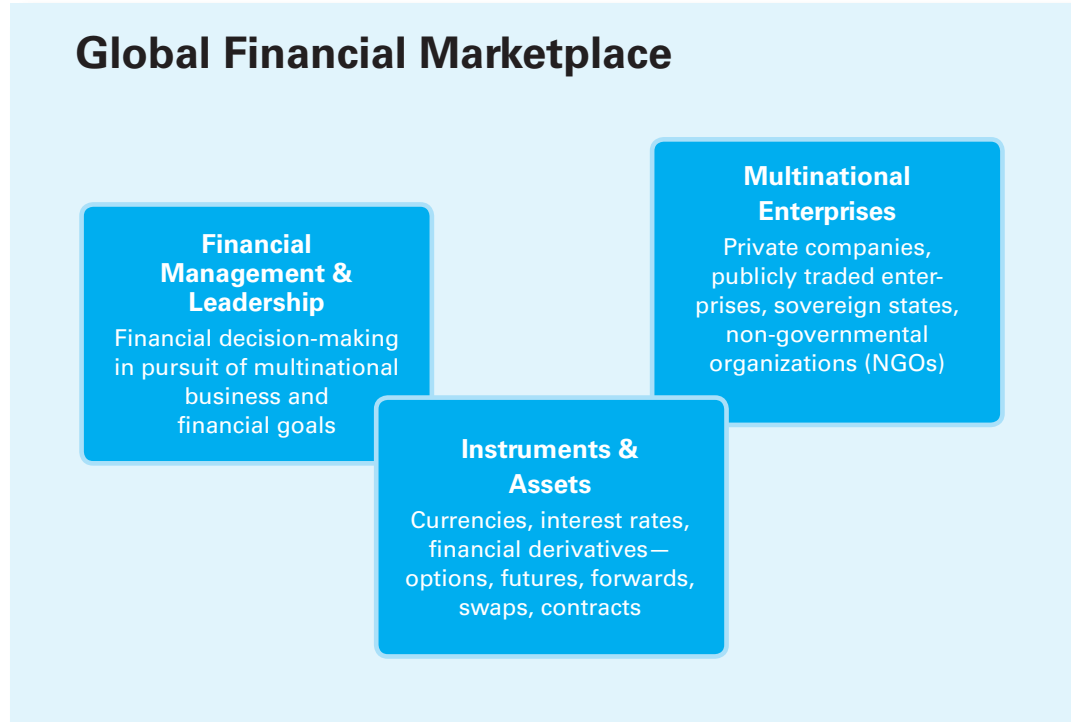 Global Financial Marketplace
Financial
Management &
Leadership
Financial decision-making
in pursuit of multinational
business and
financial goals
Multinational
Enterprises
Private companies,
publicly traded enter-
prises, sovereign states,
non-governmental
organizations (NGOs)
Instruments &
Assets
Currencies, interest rates,
financial derivatives—
options, futures, forwards,
swaps, contracts